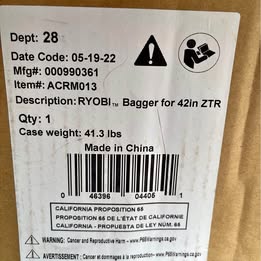 Dept: 28
Date Code: 05-19-22
Mfg#: 000990361
Item#: ACRM013
Description: RYOBI™ Bagger for 42in ZTR
Qty: 1
Case weight: 41.3 lbs
Made in China
0 46396 04405 1
CALIFORNIA PROPOSITION 65
PROPOSITION 65 DE L'ÉTAT DE CALIFORNIE
CALIFORNIA - PROPUESTA DE LEY NÚM. 65
WARNING: Cancer and Reproductive Harm – www.P65Warnings.ca.gov
AVERTISSEMENT : Cancer et dommages à la reproduction – www.P65Warnings.ca.gov